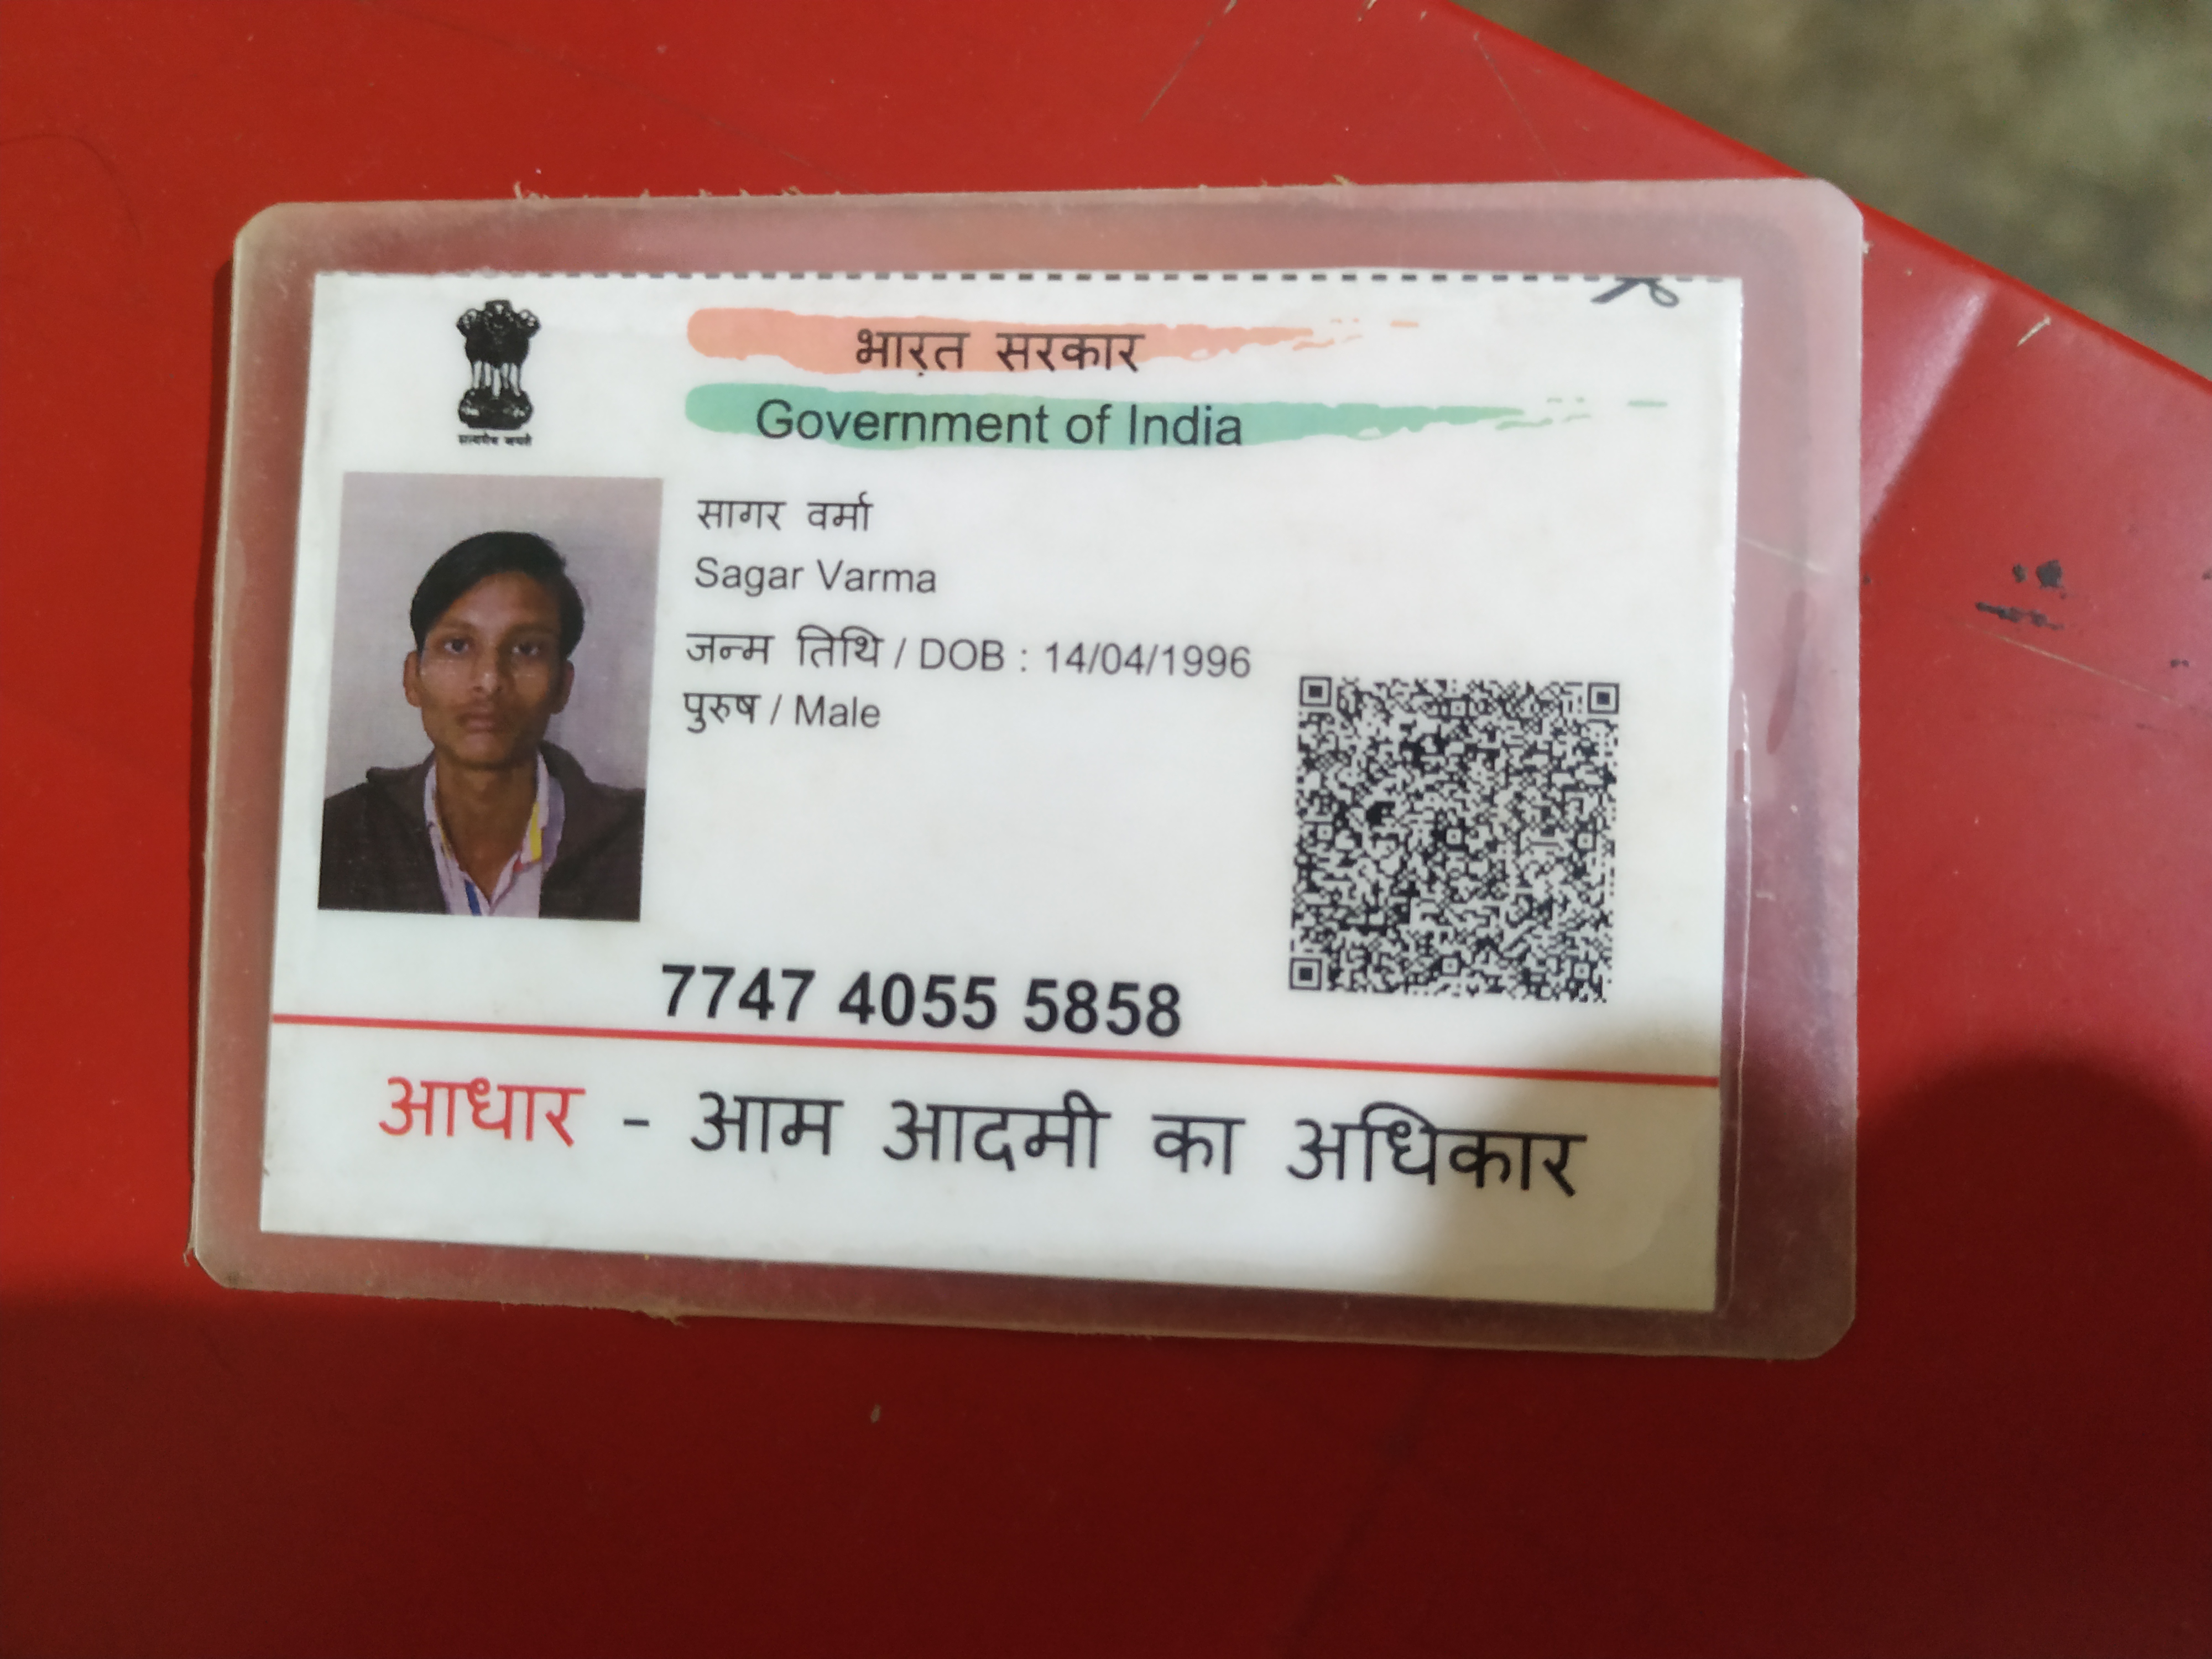 सत्यमेव जयते
भारत सरकार
Government of India
सागर वर्मा
Sagar Varma
जन्म तिथि / DOB : 14/04/1996
पुरुष / Male
7747 4055 5858
आधार - आम आदमी का अधिकार